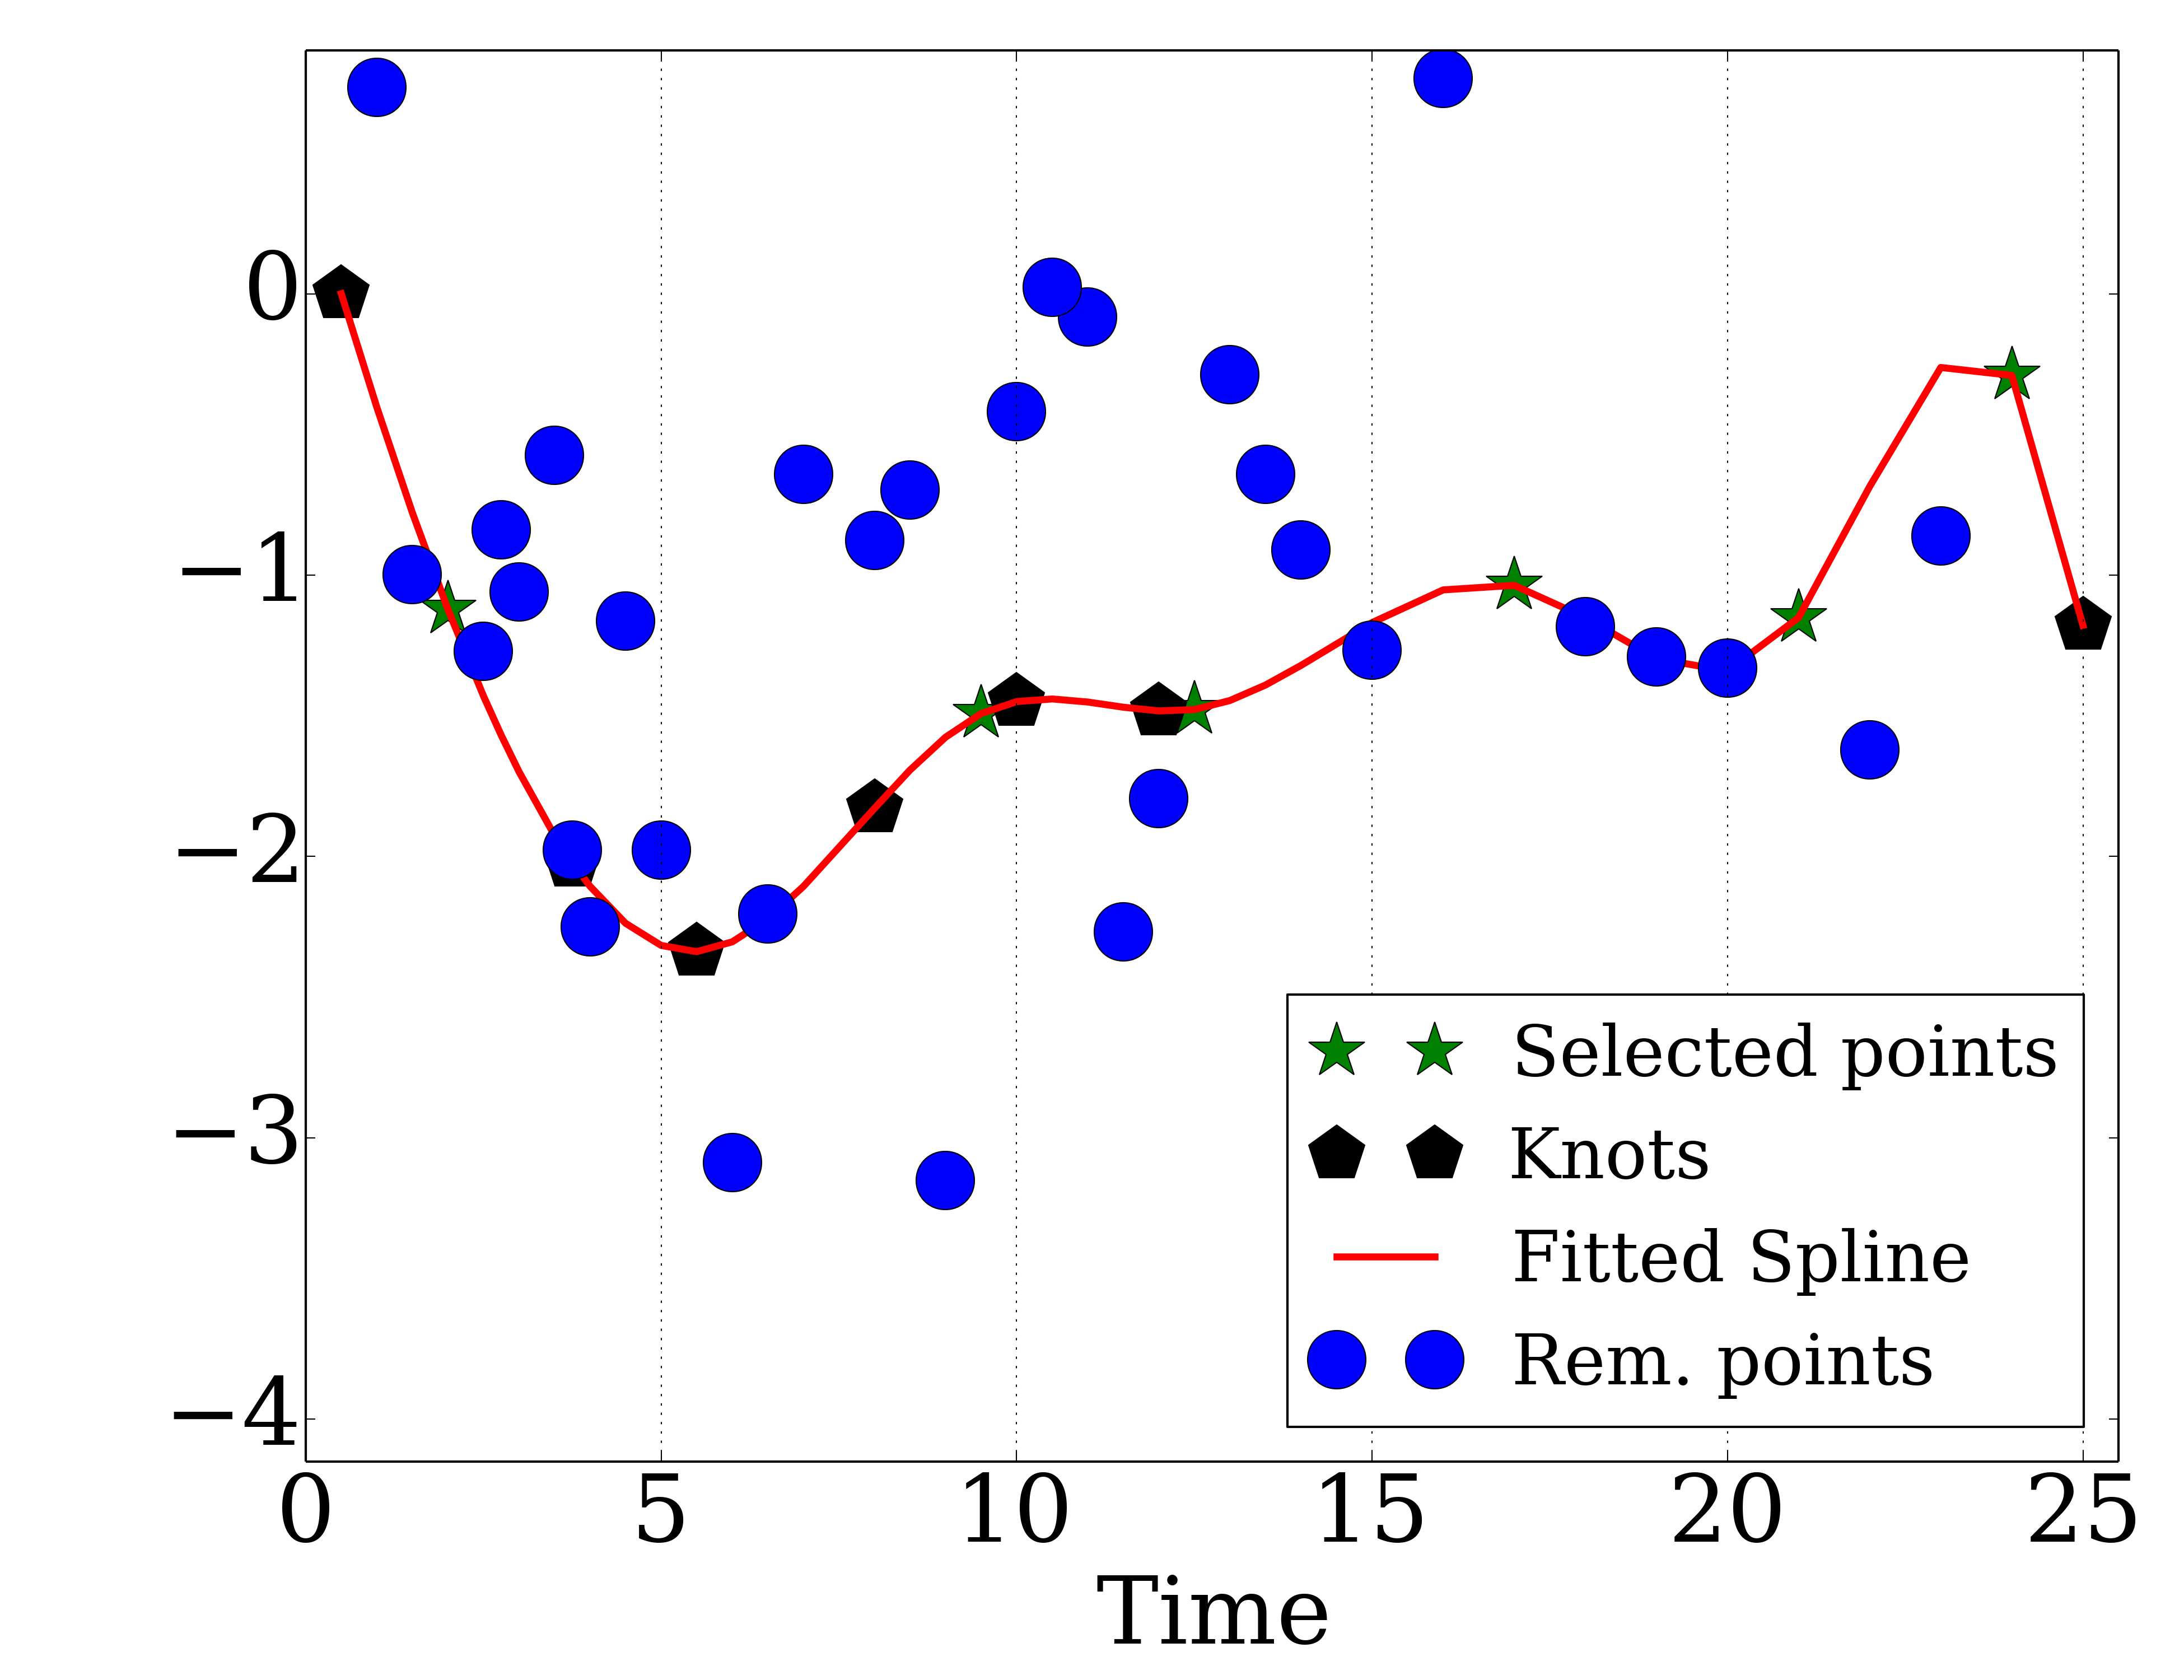 0
−1
−2
−3
−4
0 5 10 15 20 25
Time
Selected points
Knots
Fitted Spline
Rem. points